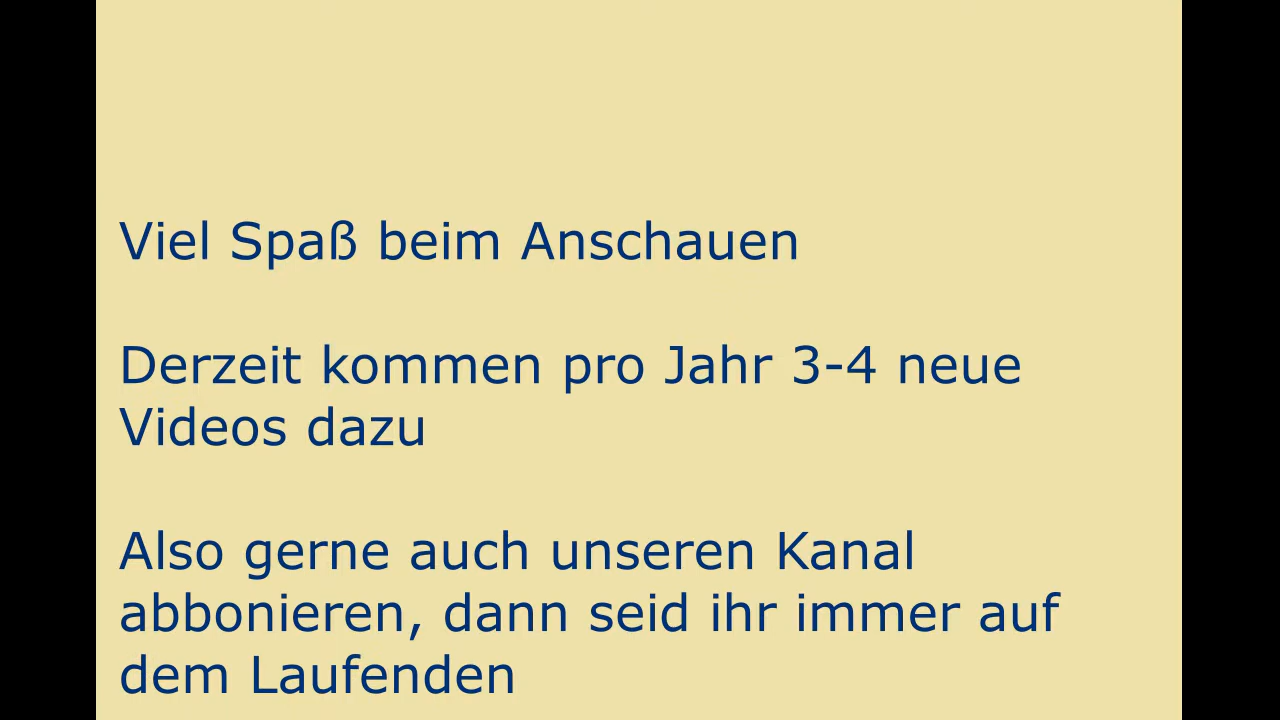 Viel Spaß beim Anschauen
Derzeit kommen pro Jahr 3-4 neue
Videos dazu
Also gerne auch unseren Kanal
abbonieren, dann seid ihr immer auf
dem Laufenden